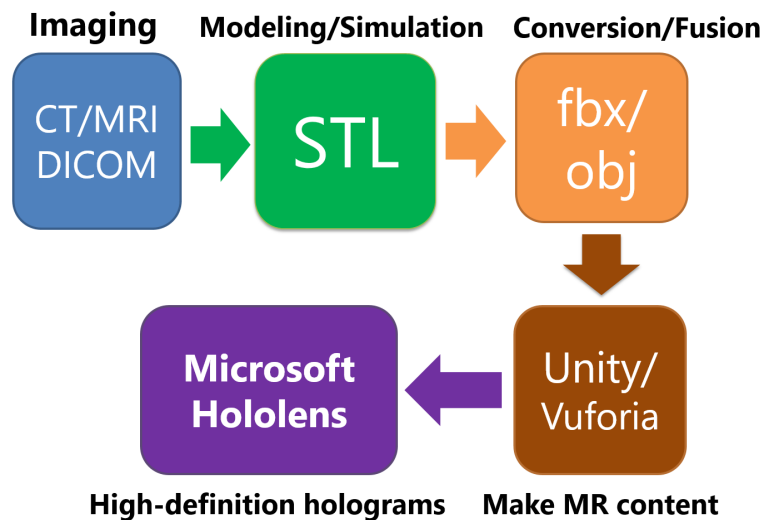 Imaging
Modeling/Simulation
Conversion/Fusion
CT/MRI
DICOM
STL
fbx/
obj
Microsoft
Hololens
Unity/
Vuforia
High-definition holograms
Make MR content